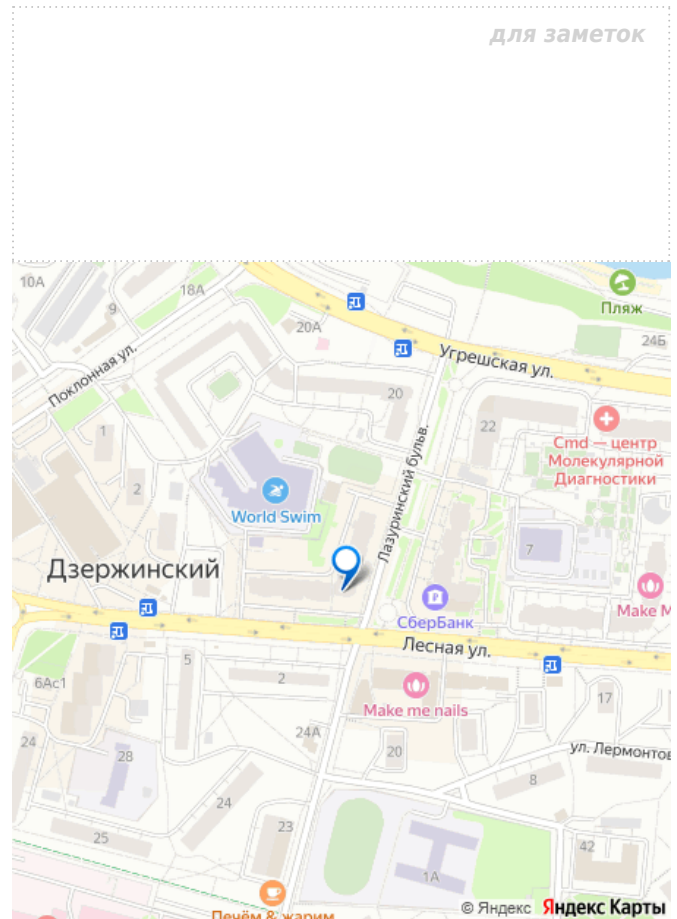 для заметок
10А
18А
9
20А
Пляж
24Б
Угрешская ул.
Поклонная ул.
20
22
1
Cmd — центр
Молекулярной
Диагностики
Лазуринский бульв.
2
World Swim
7
Дзержинский
СберБанк
Make M
Лесная ул.
5
6Ас1
2
Make me nails
17
24А
24
28
20
ул. Лермонтов
8
24
23
25
42
1А
Печём & жарим
© Яндекс Яндекс Карты